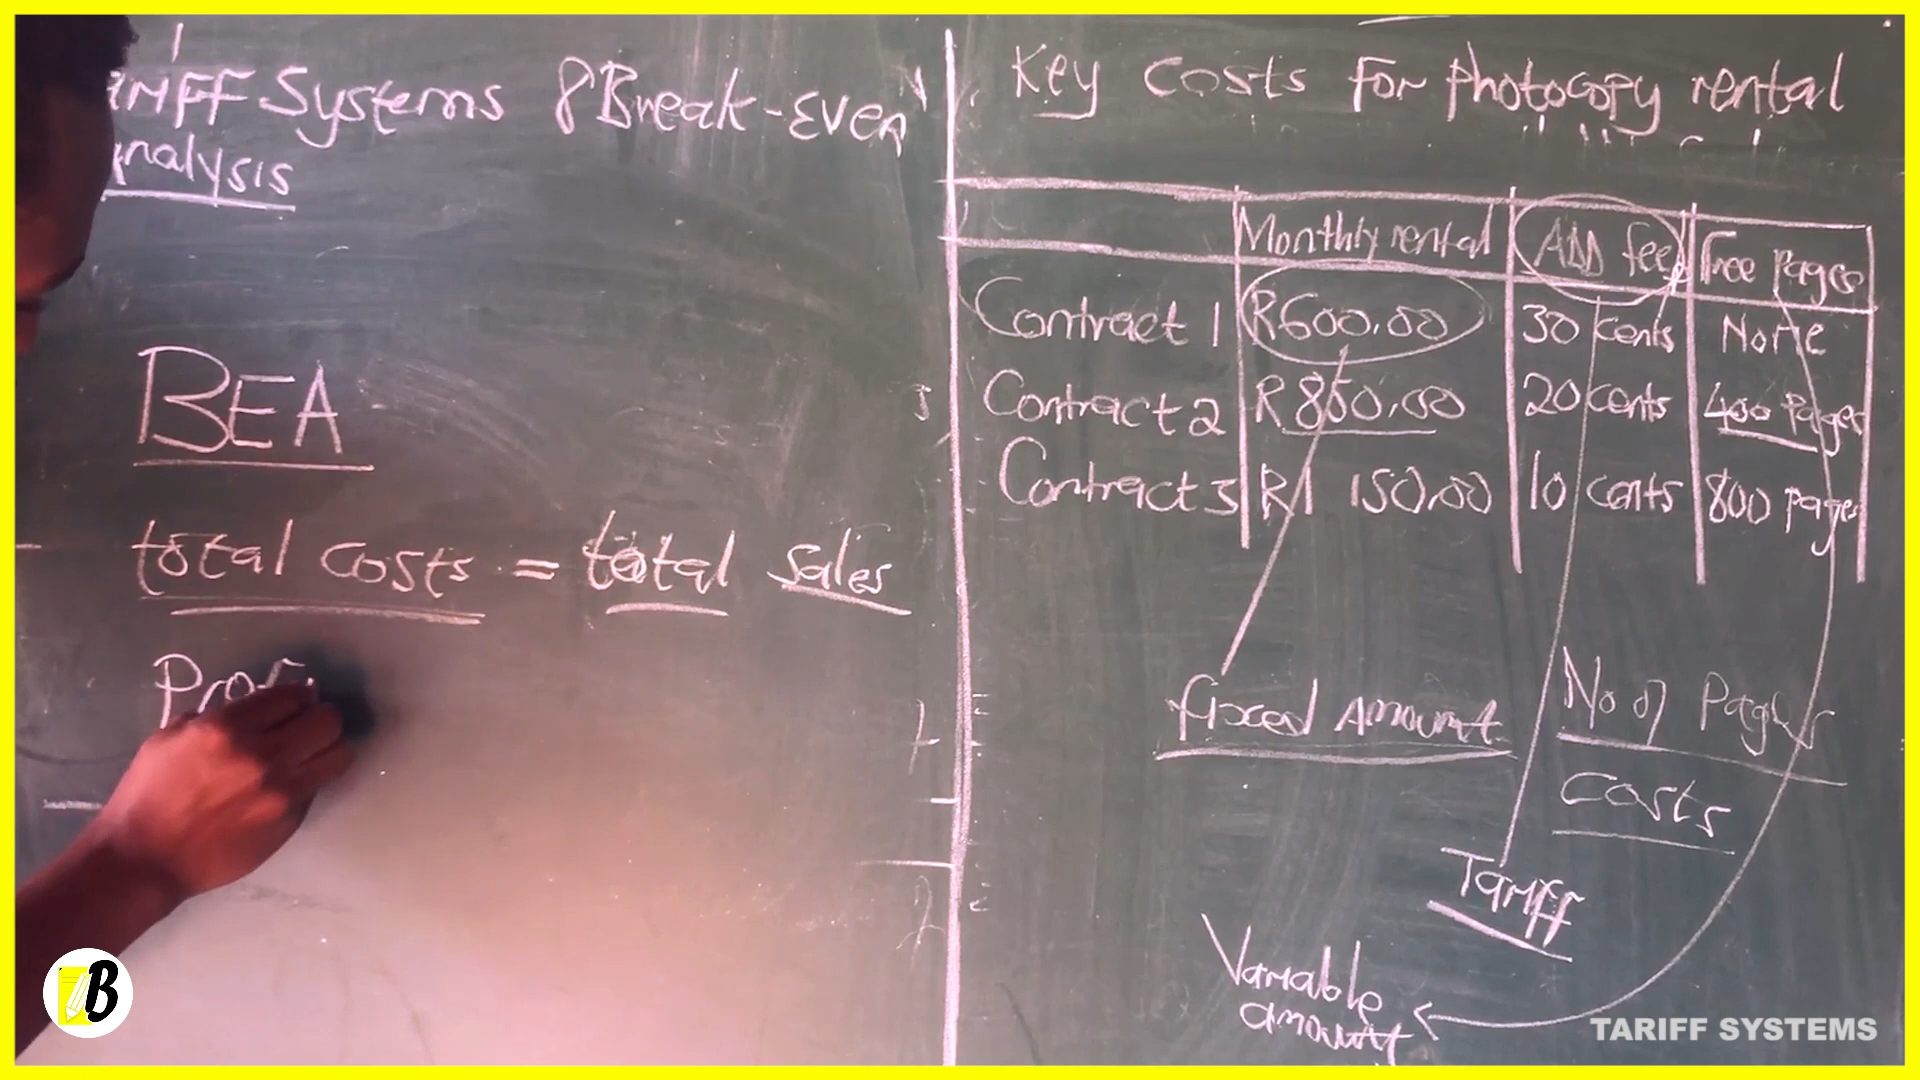 Systems & Break-Even
analysis
BEA
total costs = total sales
Prof
Key Costs For Photocopy rental
Monthly rental ADD fee Free Pages
Contract 1 R600.00 30 cents None
Contract 2 R850.00 20 cents 400 Pages
Contract 3 R1 150.00 10 cents 800 pages
fixed Amount
No of Pages
Costs
Tariff
Variable
amount
B
TARIFF SYSTEMS